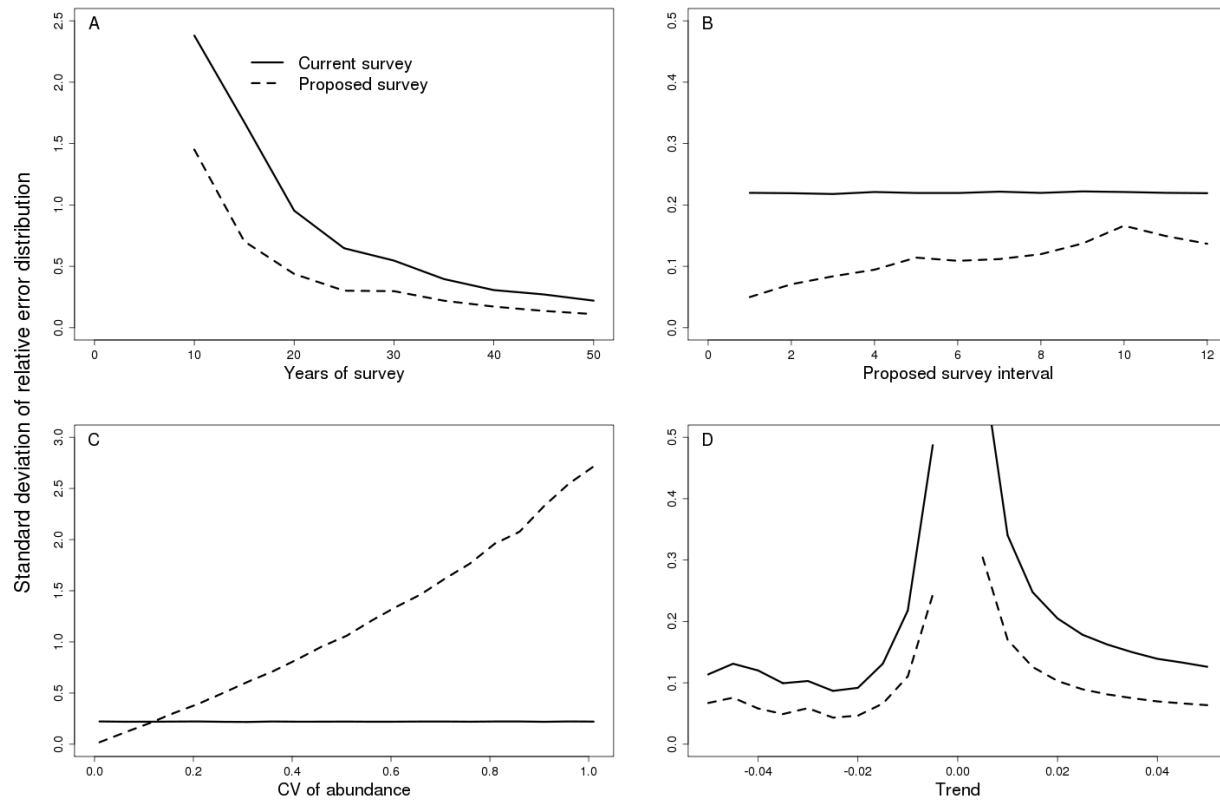 Standard deviation of relative error distribution
A
Current survey
Proposed survey
0.0 0.5 1.0 1.5 2.0 2.5
0 10 20 30 40 50
Years of survey
B
0.0 0.1 0.2 0.3 0.4 0.5
0 2 4 6 8 10 12
Proposed survey interval
C
0.0 0.5 1.0 1.5 2.0 2.5 3.0
0.0 0.2 0.4 0.6 0.8 1.0
CV of abundance
D
0.0 0.1 0.2 0.3 0.4 0.5
-0.04 -0.02 0.00 0.02 0.04
Trend